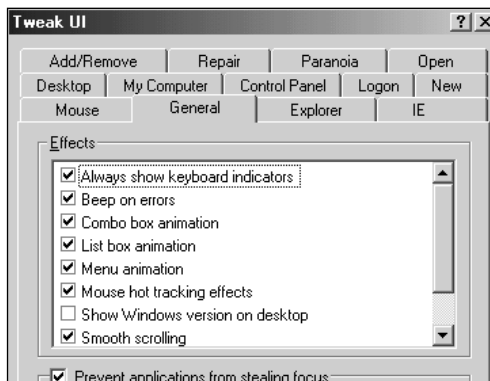 Tweak UI
Add/Remove Repair Paranoia Open
Desktop My Computer Control Panel Logon New
Mouse General Explorer IE
Effects
Always show keyboard indicators
Beep on errors
Combo box animation
List box animation
Menu animation
Mouse hot tracking effects
Show Windows version on desktop
Smooth scrolling
Prevent applications from stealing focus